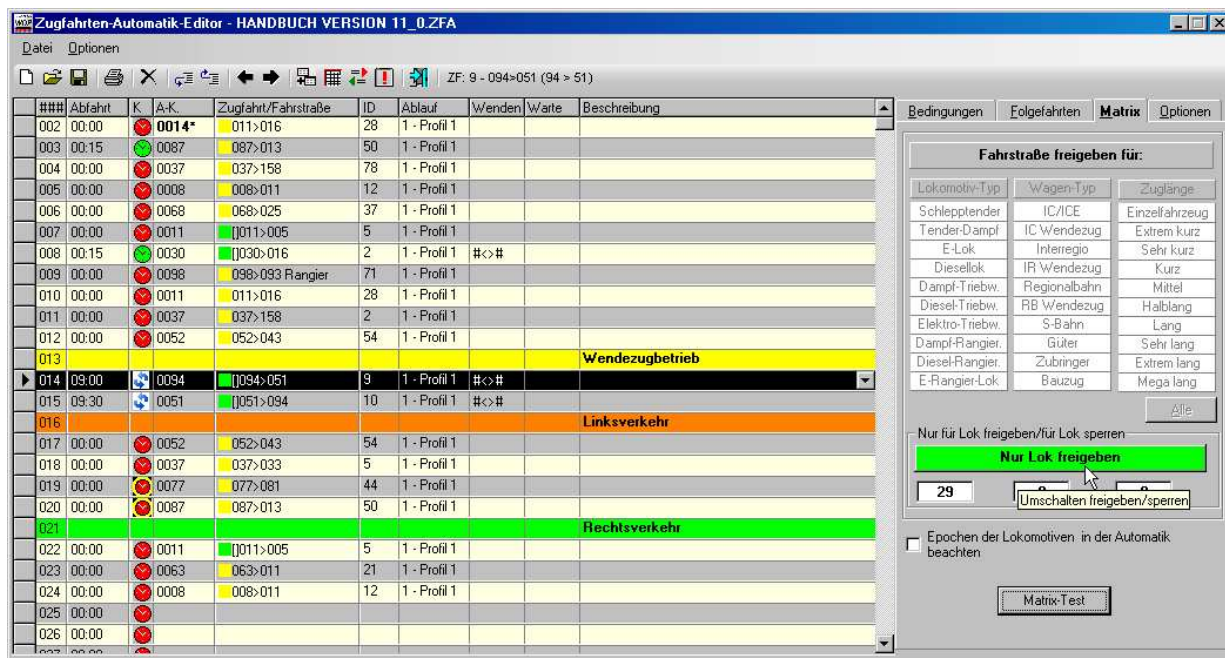 Zugfahrten-Automatik-Editor - HANDBUCH VERSION 11_0.ZFA
Datei Optionen
ZF: 9 - 094>051 (94 > 51)
### Abfahrt K A-K. Zugfahrt/Fahrstraße ID Ablauf Wenden Warte Beschreibung
002 00:00 0014* 011>016 28 1 - Profil 1
003 00:15 0087 087>013 50 1 - Profil 1
004 00:00 0037 037>158 78 1 - Profil 1
005 00:00 0008 008>011 12 1 - Profil 1
006 00:00 0068 068>025 37 1 - Profil 1
007 00:00 0011 []011>005 5 1 - Profil 1
008 00:15 0030 []030>016 2 1 - Profil 1 #<>#
009 00:00 0098 098>093 Rangier 71 1 - Profil 1
010 00:00 0011 011>016 28 1 - Profil 1
011 00:00 0037 037>158 2 1 - Profil 1
012 00:00 0052 052>043 54 1 - Profil 1
013 Wendezugbetrieb
014 09:00 0094 []094>051 9 1 - Profil 1 #<>#
015 09:30 0051 []051>094 10 1 - Profil 1 #<>#
016 Linksverkehr
017 00:00 0052 052>043 54 1 - Profil 1
018 00:00 0037 037>033 5 1 - Profil 1
019 00:00 0077 077>081 44 1 - Profil 1
020 00:00 0087 087>013 50 1 - Profil 1
021 Rechtsverkehr
022 00:00 0011 []011>005 5 1 - Profil 1
023 00:00 0063 063>011 21 1 - Profil 1
024 00:00 0008 008>011 12 1 - Profil 1
025 00:00
026 00:00
Bedingungen Folgefahrten Matrix Optionen
Fahrstraße freigeben für:
Lokomotiv-Typ Wagen-Typ Zuglänge
Schlepptender IC/ICE Einzelfahrzeug
Tender-Dampf IC Wendezug Extrem kurz
E-Lok Interregio Sehr kurz
Diesellok IR Wendezug Kurz
Dampf-Triebw. Regionalbahn Mittel
Diesel-Triebw. RB Wendezug Halblang
Elektro-Triebw. S-Bahn Lang
Dampf-Rangier. Güter Sehr lang
Diesel-Rangier. Zubringer Extrem lang
E-Rangier-Lok Bauzug Mega lang
Alle
Nur für Lok freigeben/für Lok sperren
Nur Lok freigeben
29
Umschalten freigeben/sperren
Epochen der Lokomotiven in der Automatik
beachten
Matrix-Test